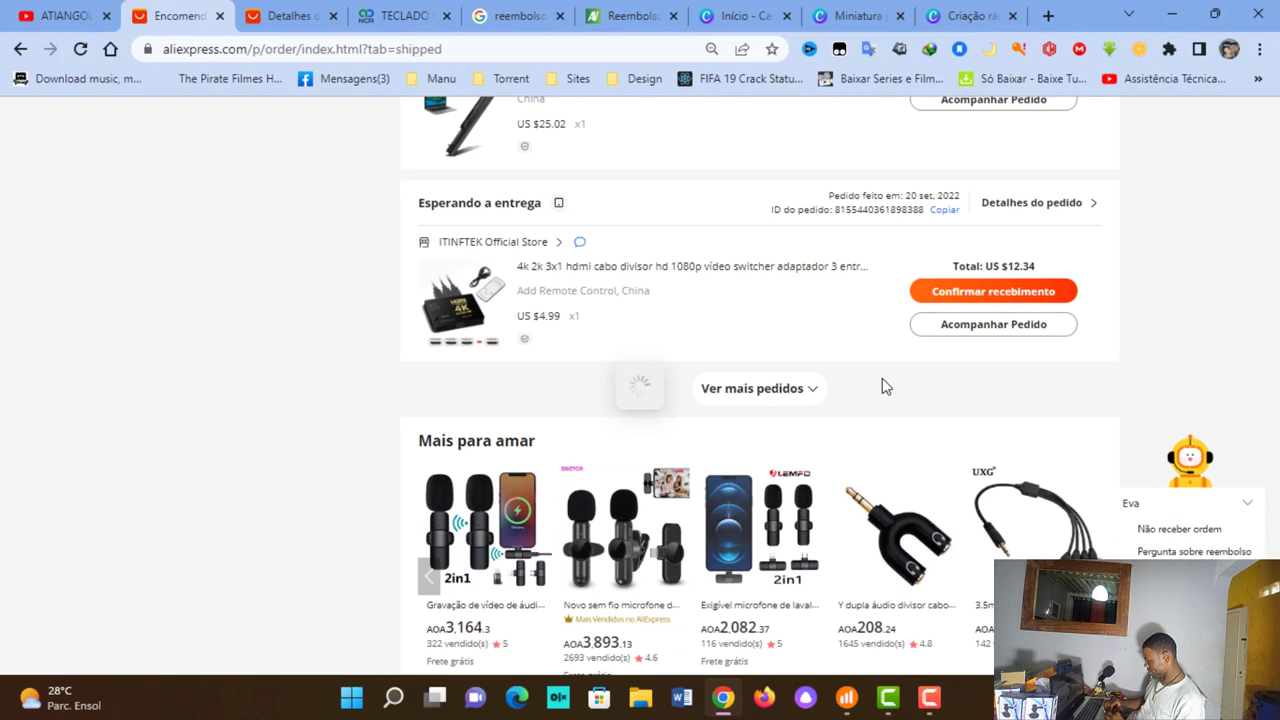 ATIANGOL
Encomend
Detalhes d
TECLADO
reembolso
Reembolso
Início - Ca
Miniatura
Criação rá
aliexpress.com/p/order/index.html?tab=shipped
Download music, m...
The Pirate Filmes H...
Mensagens(3)
Manu
Torrent
Sites
Design
FIFA 19 Crack Statu...
Baixar Series e Film...
Só Baixar - Baixe Tu...
Assistência Técnica...
»
China
Acompanhar Pedido
US $25.02 x1
Esperando a entrega
Pedido feito em: 20 set, 2022
ID do pedido: 8155440361898388 Copiar
Detalhes do pedido
ITINFTEK Official Store
4k 2k 3x1 hdmi cabo divisor hd 1080p vídeo switcher adaptador 3 entr...
Add Remote Control, China
US $4.99 x1
Total: US $12.34
Confirmar recebimento
Acompanhar Pedido
Ver mais pedidos
Mais para amar
2in1
Gravação de vídeo de áudi...
AOA3,164.3
322 vendido(s) ★ 5
Frete grátis
Novo sem fio microfone d...
Mais Vendidos no AliExpress
AOA3,893.13
2693 vendido(s) ★ 4.6
LEMFO
2in1
Exigível microfone de laval...
AOA2,082.37
116 vendido(s) ★ 5
Frete grátis
Y dupla áudio divisor cabo...
AOA208.24
1645 vendido(s) ★ 4.8
UXG
3.5m
AOA
142
Eva
Não receber ordem
Pergunta sobre reembolso
28°C
Parc. Ensol